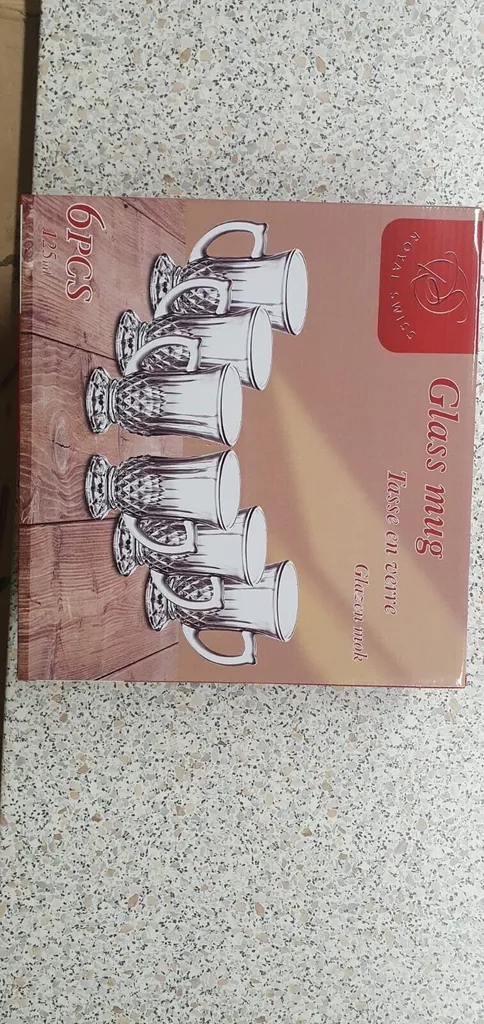 ROYAL SWISS
Glass mug
Tasse en verre
Glazen mok
6PCS
125ml